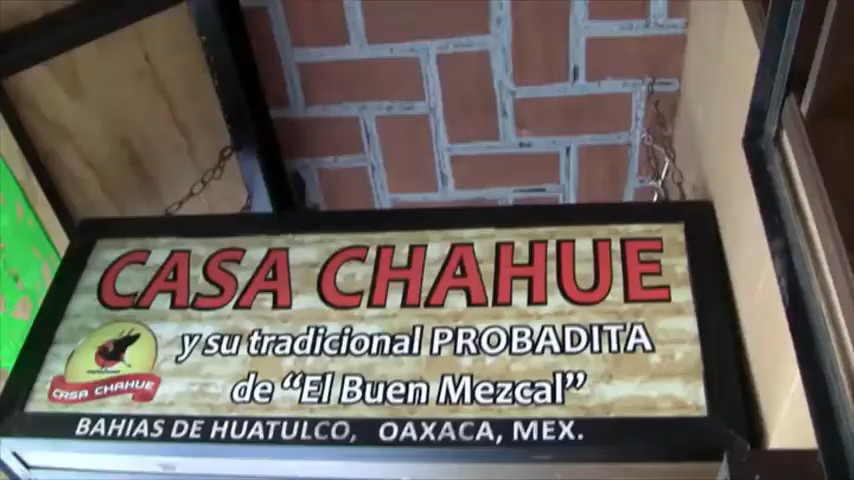 CASA CHAHUE
y su tradicional PROBADITA
de “El Buen Mezcal”
CASA CHAHUE
BAHIAS DE HUATULCO, OAXACA, MEX.